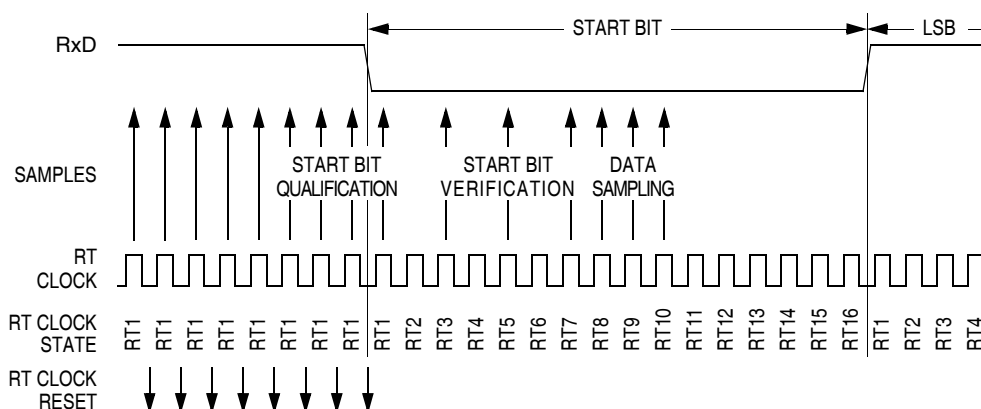 START BIT
LSB
RxD
SAMPLES
START BIT
QUALIFICATION
START BIT
VERIFICATION
DATA
SAMPLING
RT
CLOCK
RT CLOCK
STATE
RT1 RT1 RT1 RT1 RT1 RT1 RT1 RT1 RT1 RT2 RT3 RT4 RT5 RT6 RT7 RT8 RT9 RT10 RT11 RT12 RT13 RT14 RT15 RT16 RT1 RT2 RT3 RT4
RT CLOCK
RESET